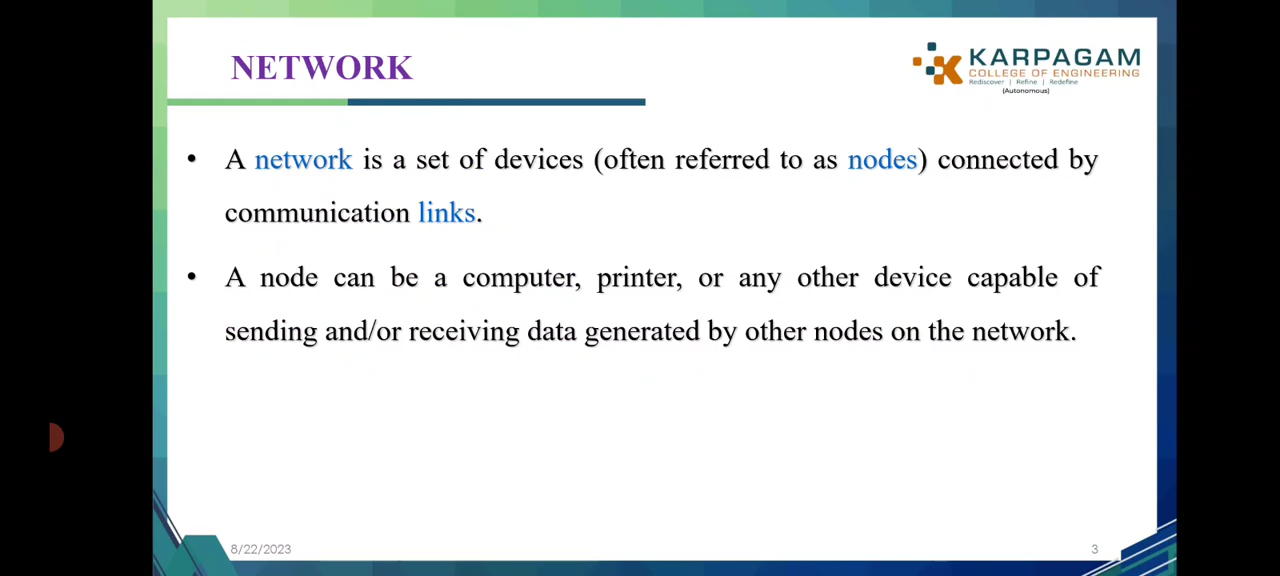 NETWORK
KARPAGAM
COLLEGE OF ENGINEERING
Rediscover | Refine | Redefine
(Autonomous)
• A network is a set of devices (often referred to as nodes) connected by
communication links.
• A node can be a computer, printer, or any other device capable of
sending and/or receiving data generated by other nodes on the network.
8/22/2023
3